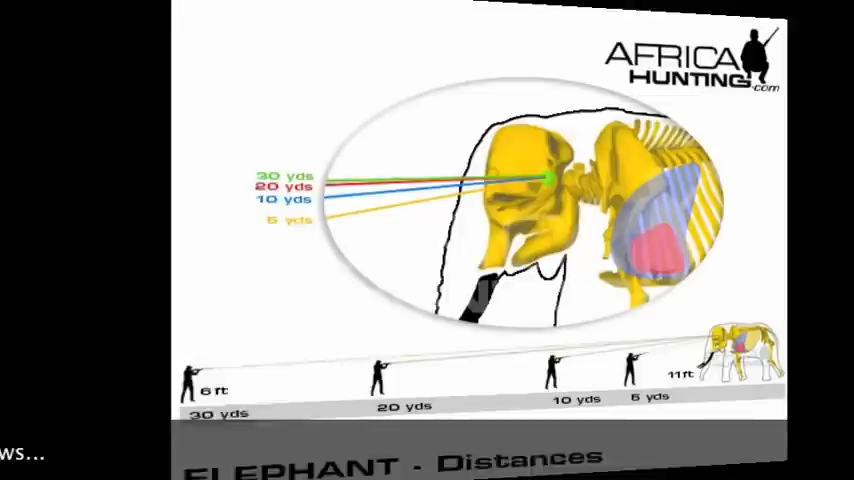 AFRICA
HUNTING.com
30 yds
20 yds
10 yds
5 yds
6 ft
11 ft
30 yds
20 yds
10 yds
5 yds
ELEPHANT - Distances
ws...